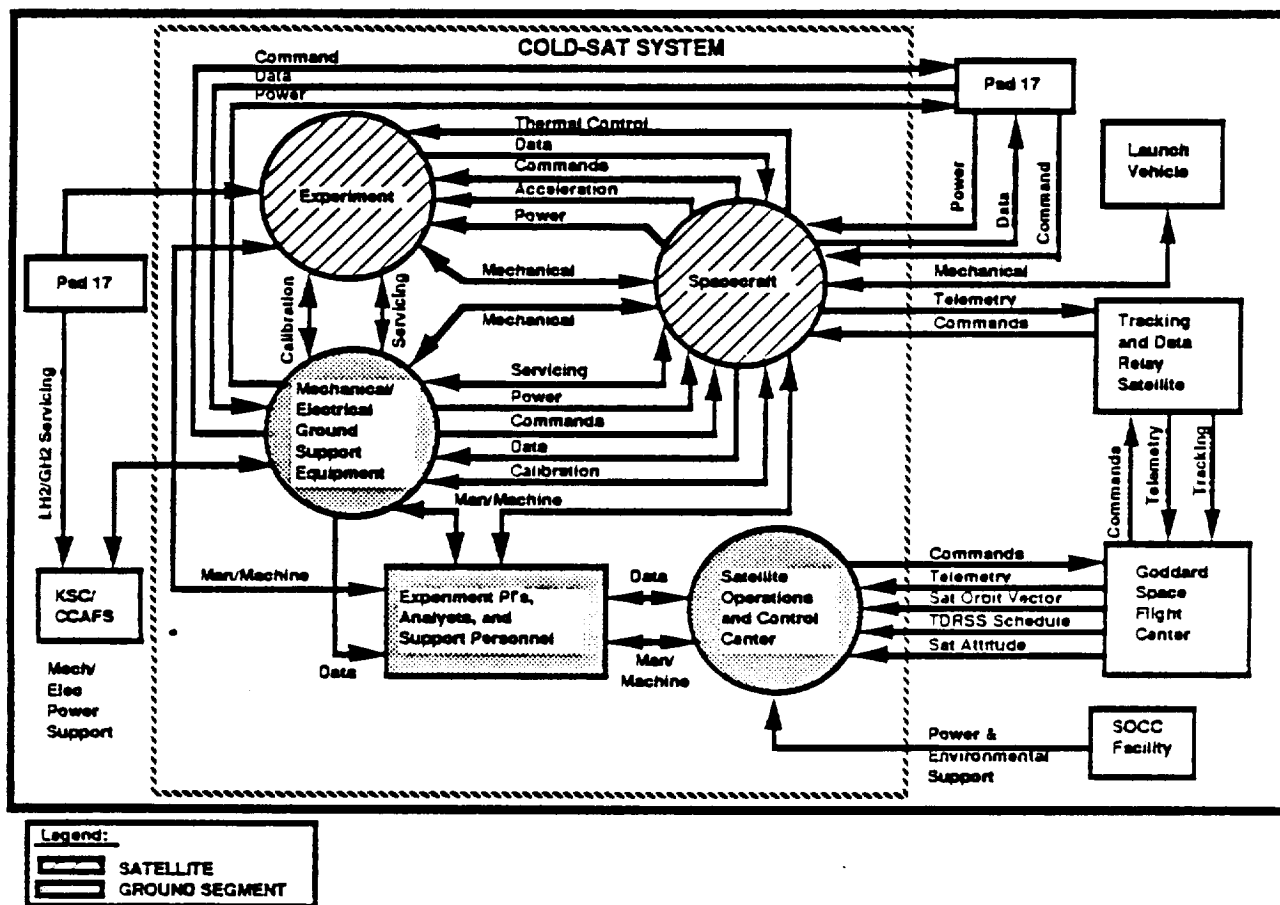 COLD-SAT SYSTEM
Command
Data
Power
Pad 17
Thermal Control
Data
Commands
Acceleration
Power
Experiment
Mechanical
Spacecraft
Power
Data
Command
Launch
Vehicle
Mechanical
Telemetry
Commands
Pad 17
Calibration
Servicing
Mechanical
Tracking
and Data
Relay
Satellite
LH2/GH2 Servicing
Mechanical/
Electrical
Ground
Support
Equipment
Servicing
Power
Commands
Data
Calibration
Man/Machine
Commands
Telemetry
Tracking
KSC/
CCAFS
Man/Machine
Experiment PI's,
Analysts, and
Support Personnel
Data
Data
Man/
Machine
Satellite
Operations
and Control
Center
Commands
Telemetry
Sat Orbit Vector
TDRSS Schedule
Sat Attitude
Goddard
Space
Flight
Center
Mech/
Elec
Power
Support
Power &
Environmental
Support
SOCC
Facility
Legend:
SATELLITE
GROUND SEGMENT